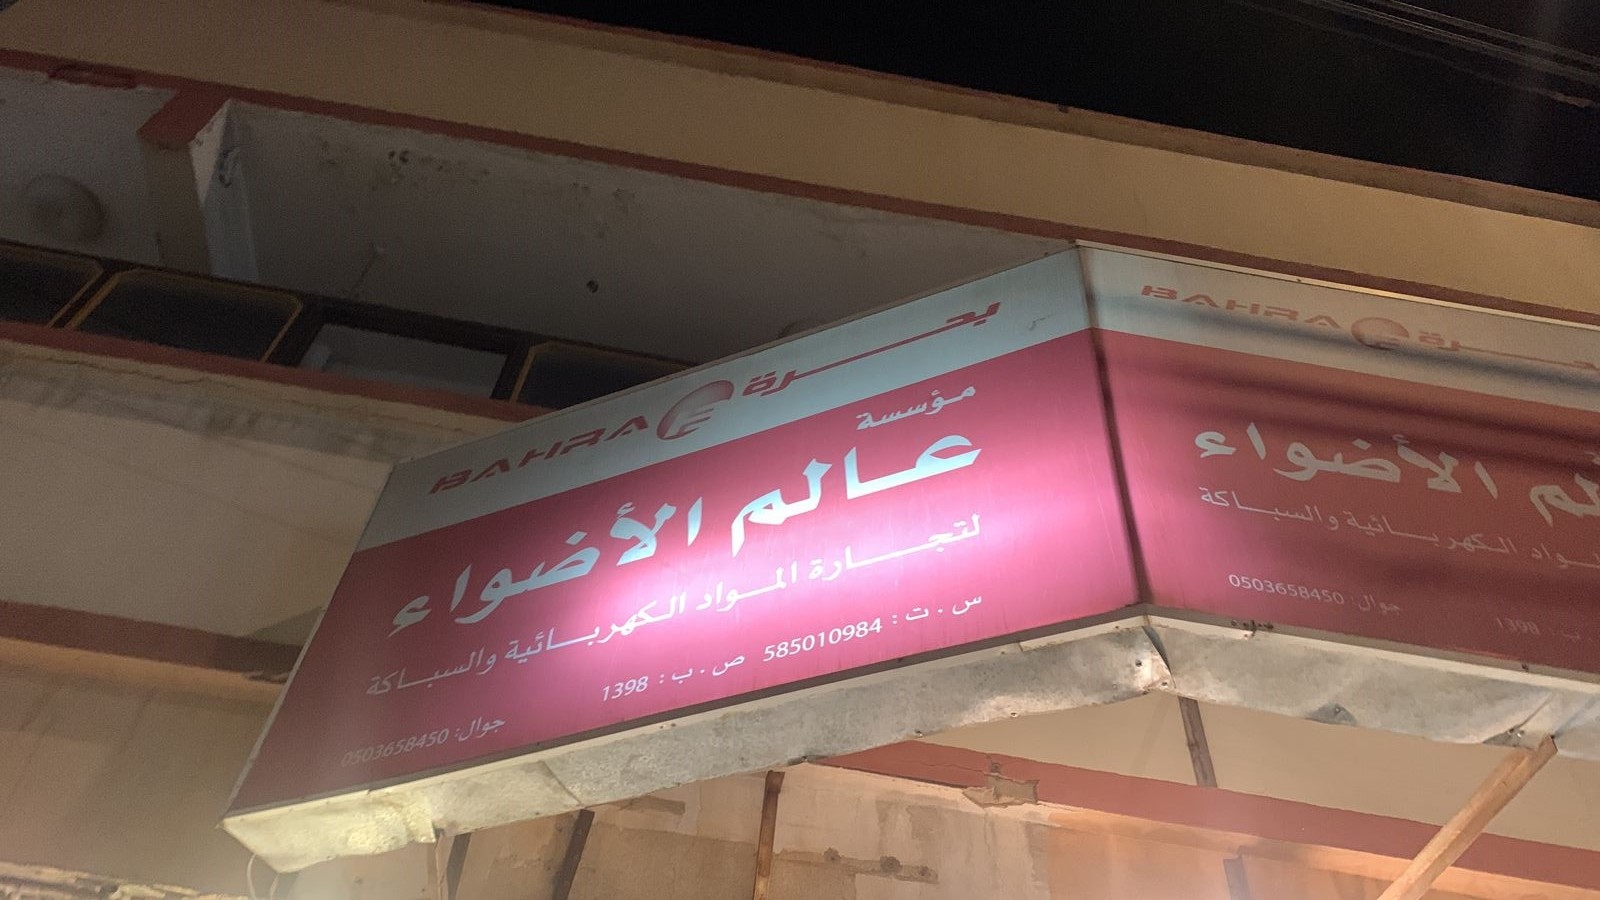 BAHRA بحرة
مؤسسة
عالم الأضواء
لتجارة المواد الكهربائية والسباكة
س . ت : 585010984 ص . ب : 1398
جوال: 0503658450
BAHRA بحرة
الأضواء
الكهربائية والسباكة
جوال: 0503658450
1398